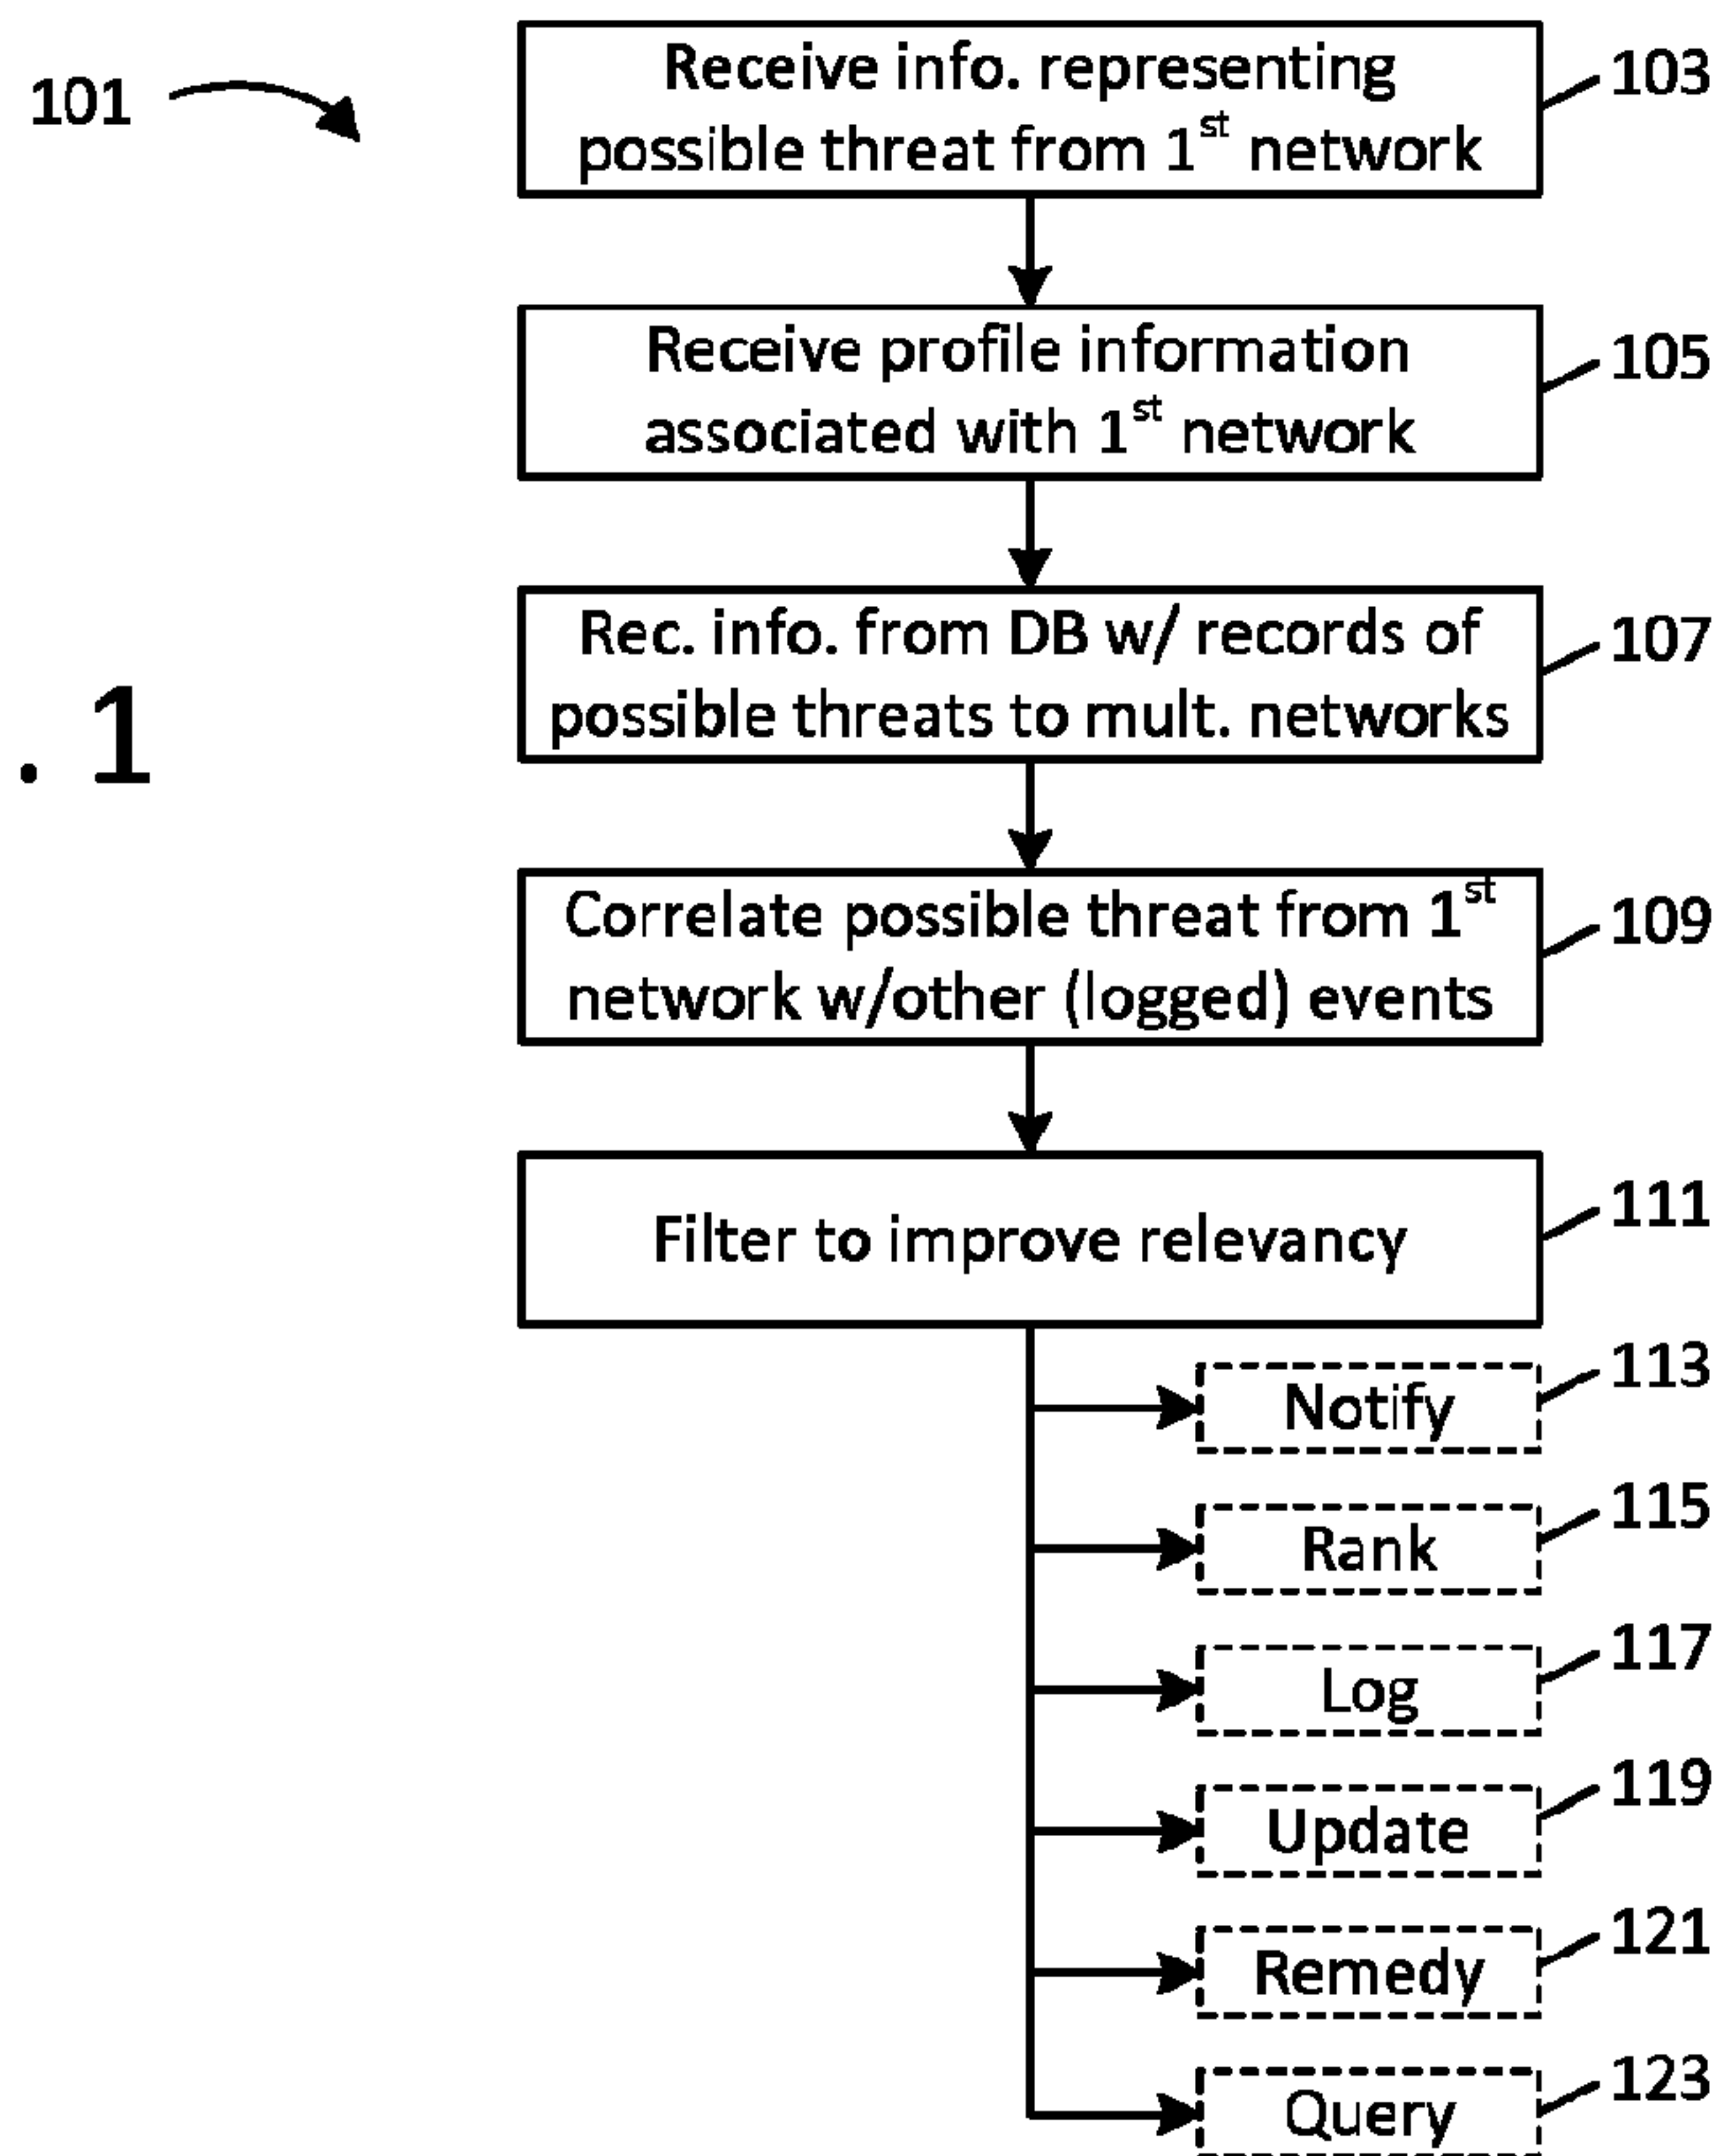 101
Receive info. representing
possible threat from 1st network
103
Receive profile information
associated with 1st network
105
Rec. info. from DB w/ records of
possible threats to mult. networks
107
. 1
Correlate possible threat from 1st
network w/other (logged) events
109
Filter to improve relevancy
111
Notify
113
Rank
115
Log
117
Update
119
Remedy
121
Query
123